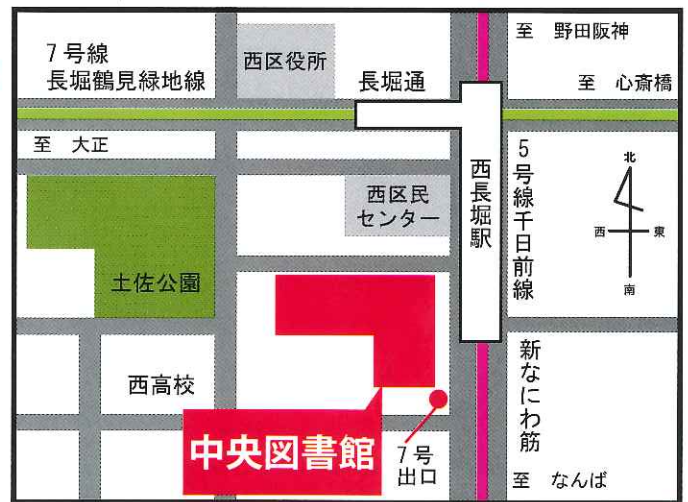 7号線
長堀鶴見緑地線
西区役所
長堀通
至 野田阪神
至 心斎橋
至 大正
西区民
センター
西長堀駅
5号線千日前線
北
西
東
南
土佐公園
西高校
中央図書館
7号
出口
新なにわ筋
至 なんば